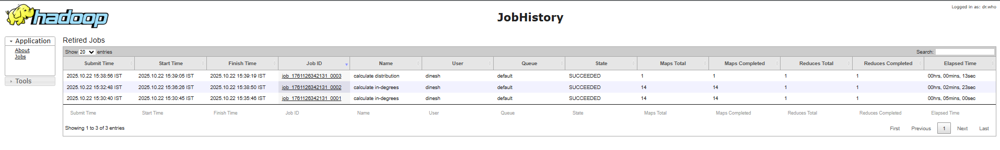 Logged in as: dr.who
hadoop
JobHistory
Application
About
Jobs
Tools
Retired Jobs
Show 20 entries Search:
Submit Time Start Time Finish Time Job ID Name User Queue State Maps Total Maps Completed Reduces Total Reduces Completed Elapsed Time
2025.10.22 15:38:56 IST 2025.10.22 15:39:05 IST 2025.10.22 15:39:19 IST job_1761126342131_0003 calculate distribution dinesh default SUCCEEDED 1 1 1 1 00hrs, 00mins, 13sec
2025.10.22 15:32:48 IST 2025.10.22 15:36:26 IST 2025.10.22 15:38:50 IST job_1761126342131_0002 calculate in-degrees dinesh default SUCCEEDED 14 14 1 1 00hrs, 02mins, 23sec
2025.10.22 15:30:40 IST 2025.10.22 15:30:45 IST 2025.10.22 15:35:46 IST job_1761126342131_0001 calculate in-degrees dinesh default SUCCEEDED 14 14 1 1 00hrs, 05mins, 00sec
Submit Time Start Time Finish Time Job ID Name User Queue State Maps Total Maps Completed Reduces Total Reduces Completed Elapsed Time
Showing 1 to 3 of 3 entries First Previous 1 Next Last